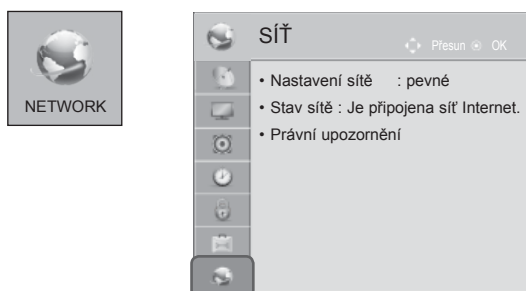 NETWORK
SÍŤ
Přesun OK
• Nastavení sítě : pevné
• Stav sítě : Je připojena síť Internet.
• Právní upozornění